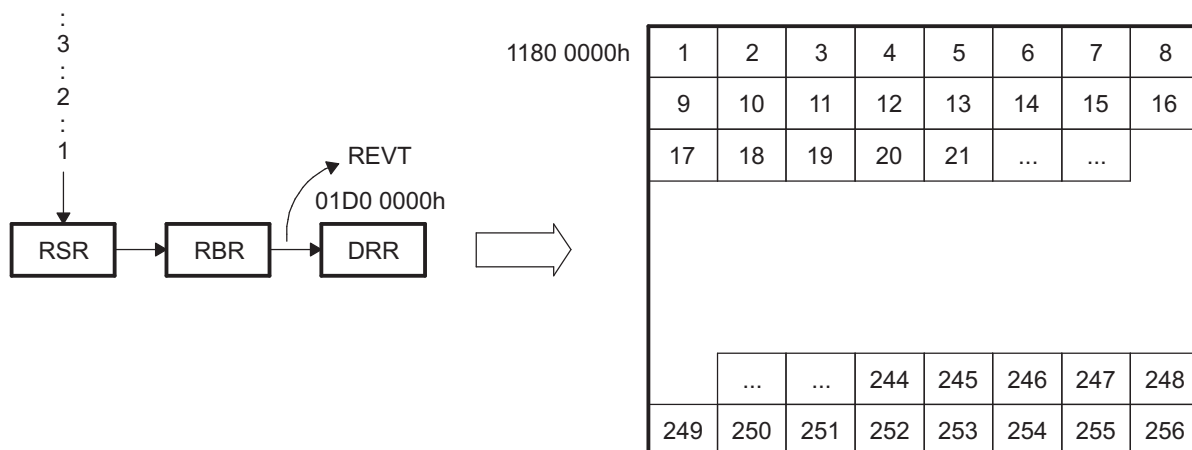 :
3
:
2
:
1
REVT
01D0 0000h
RSR RBR DRR
1180 0000h
1 2 3 4 5 6 7 8
9 10 11 12 13 14 15 16
17 18 19 20 21 ... ...
... ... 244 245 246 247 248
249 250 251 252 253 254 255 256